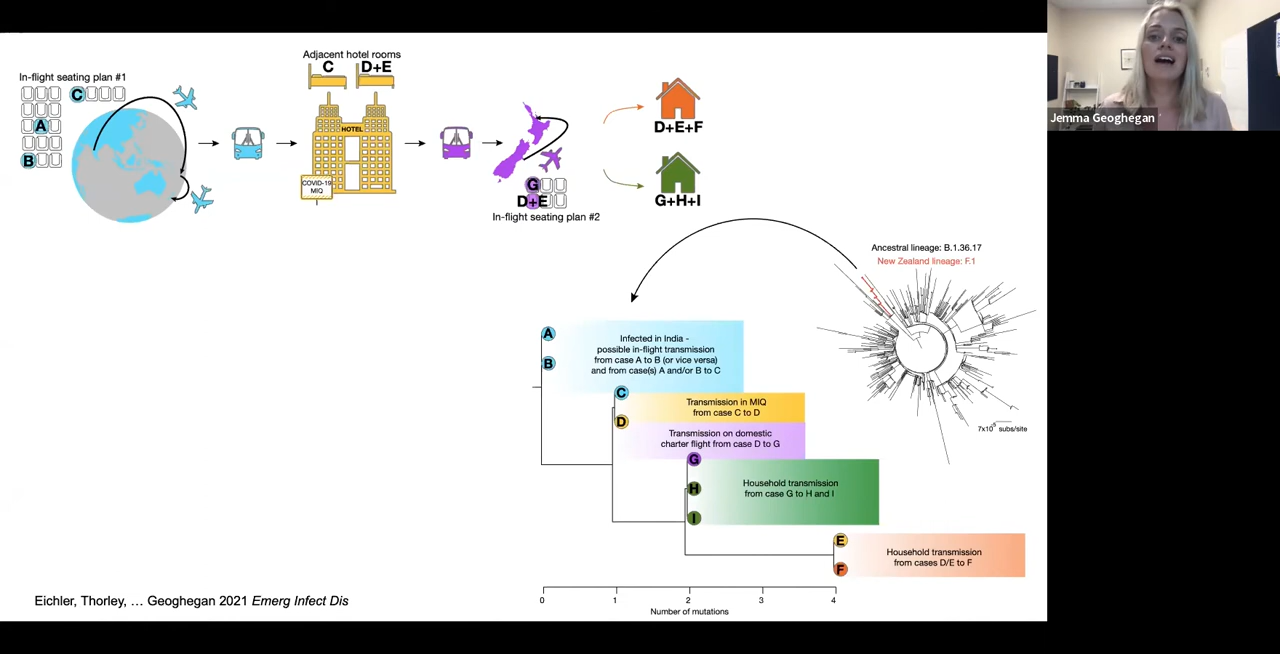 Jemma Geoghegan
In-flight seating plan #1
C
A
B
Adjacent hotel rooms
C D+E
HOTEL
COVID-19
MIQ
G
D+E
In-flight seating plan #2
D+E+F
G+H+I
Ancestral lineage: B.1.36.17
New Zealand lineage: F.1
7x10⁵ subs/site
A
B
Infected in India -
possible in-flight transmission
from case A to B (or vice versa)
and from case(s) A and/or B to C
C
D
Transmission in MIQ
from case C to D
Transmission on domestic
charter flight from case D to G
G
H
I
Household transmission
from case G to H and I
E
F
Household transmission
from cases D/E to F
0 1 2 3 4
Number of mutations
Eichler, Thorley, … Geoghegan 2021 Emerg Infect Dis